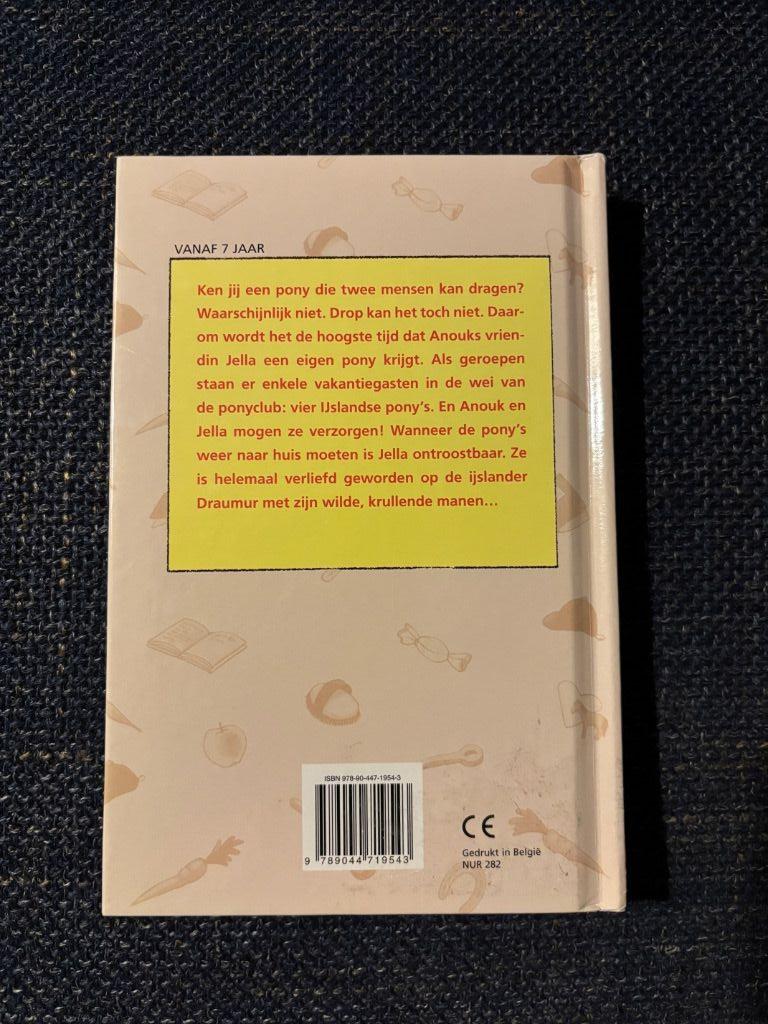 VANAF 7 JAAR
Ken jij een pony die twee mensen kan dragen?
Waarschijnlijk niet. Drop kan het toch niet. Daar-
om wordt het de hoogste tijd dat Anouks vrien-
din Jella een eigen pony krijgt. Als geroepen
staan er enkele vakantiegasten in de wei van
de ponyclub: vier IJslandse pony's. En Anouk en
Jella mogen ze verzorgen! Wanneer de pony's
weer naar huis moeten is Jella ontroostbaar. Ze
is helemaal verliefd geworden op de ijslander
Draumur met zijn wilde, krullende manen...
ISBN 978-90-447-1954-3
9 789044 719543
CE
Gedrukt in België
NUR 282